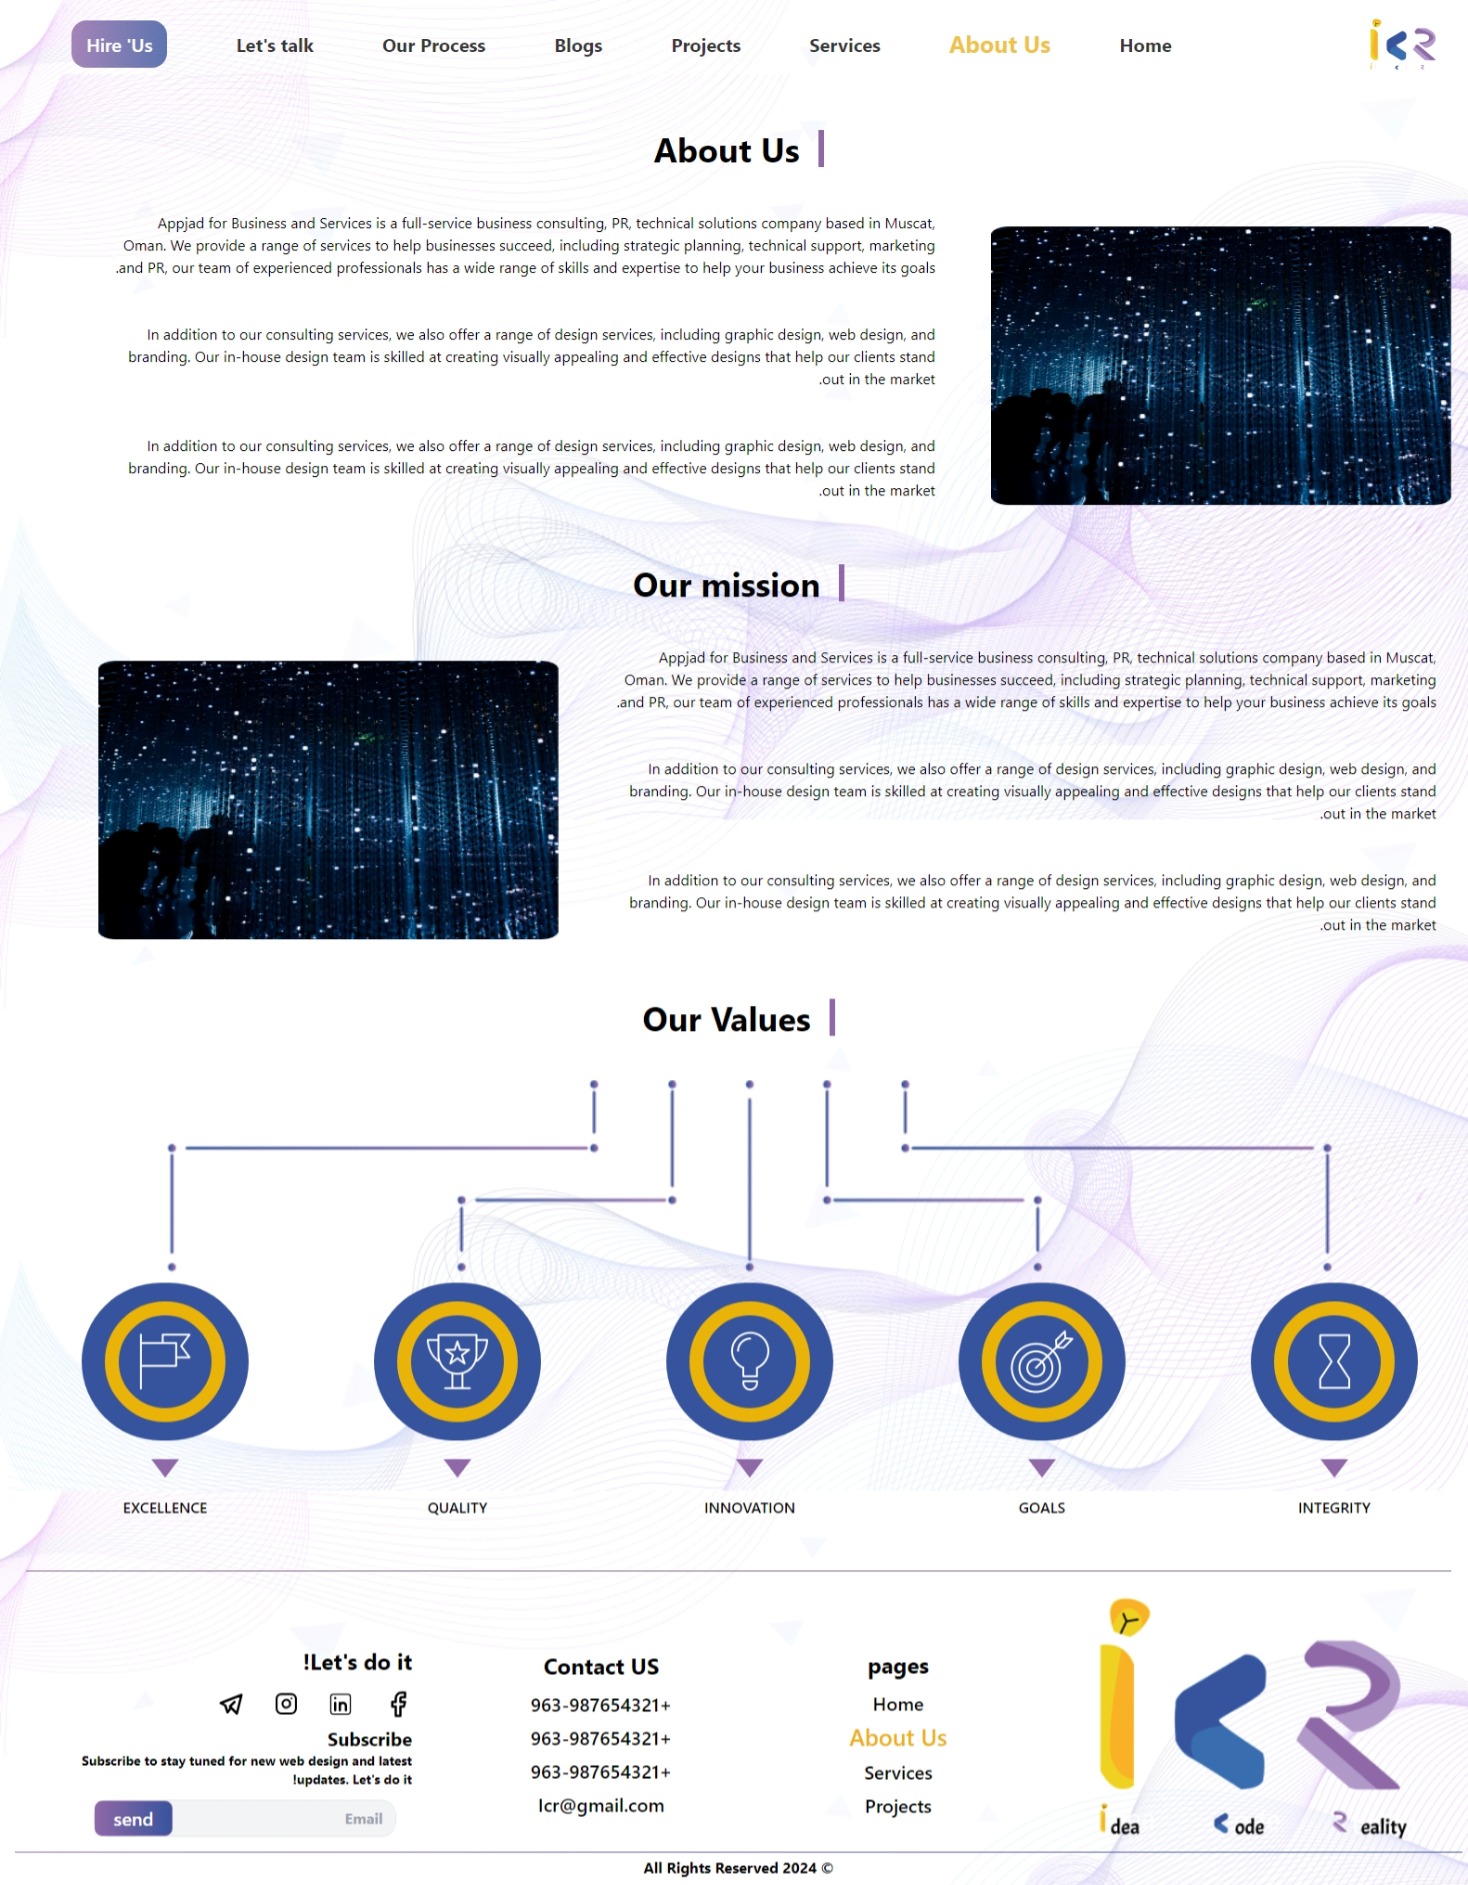 Hire 'Us
Let's talk
Our Process
Blogs
Projects
Services
About Us
Home
About Us
Appjad for Business and Services is a full-service business consulting, PR, technical solutions company based in Muscat,
Oman. We provide a range of services to help businesses succeed, including strategic planning, technical support, marketing
.and PR, our team of experienced professionals has a wide range of skills and expertise to help your business achieve its goals
In addition to our consulting services, we also offer a range of design services, including graphic design, web design, and
branding. Our in-house design team is skilled at creating visually appealing and effective designs that help our clients stand
.out in the market
In addition to our consulting services, we also offer a range of design services, including graphic design, web design, and
branding. Our in-house design team is skilled at creating visually appealing and effective designs that help our clients stand
.out in the market
Our mission
Appjad for Business and Services is a full-service business consulting, PR, technical solutions company based in Muscat,
Oman. We provide a range of services to help businesses succeed, including strategic planning, technical support, marketing
.and PR, our team of experienced professionals has a wide range of skills and expertise to help your business achieve its goals
In addition to our consulting services, we also offer a range of design services, including graphic design, web design, and
branding. Our in-house design team is skilled at creating visually appealing and effective designs that help our clients stand
.out in the market
In addition to our consulting services, we also offer a range of design services, including graphic design, web design, and
branding. Our in-house design team is skilled at creating visually appealing and effective designs that help our clients stand
.out in the market
Our Values
EXCELLENCE
QUALITY
INNOVATION
GOALS
INTEGRITY
!Let's do it
Subscribe
Subscribe to stay tuned for new web design and latest
!updates. Let's do it
send
Email
Contact US
963-987654321+
963-987654321+
963-987654321+
Icr@gmail.com
pages
Home
About Us
Services
Projects
iCR
idea
Code
Reality
All Rights Reserved 2024 ©